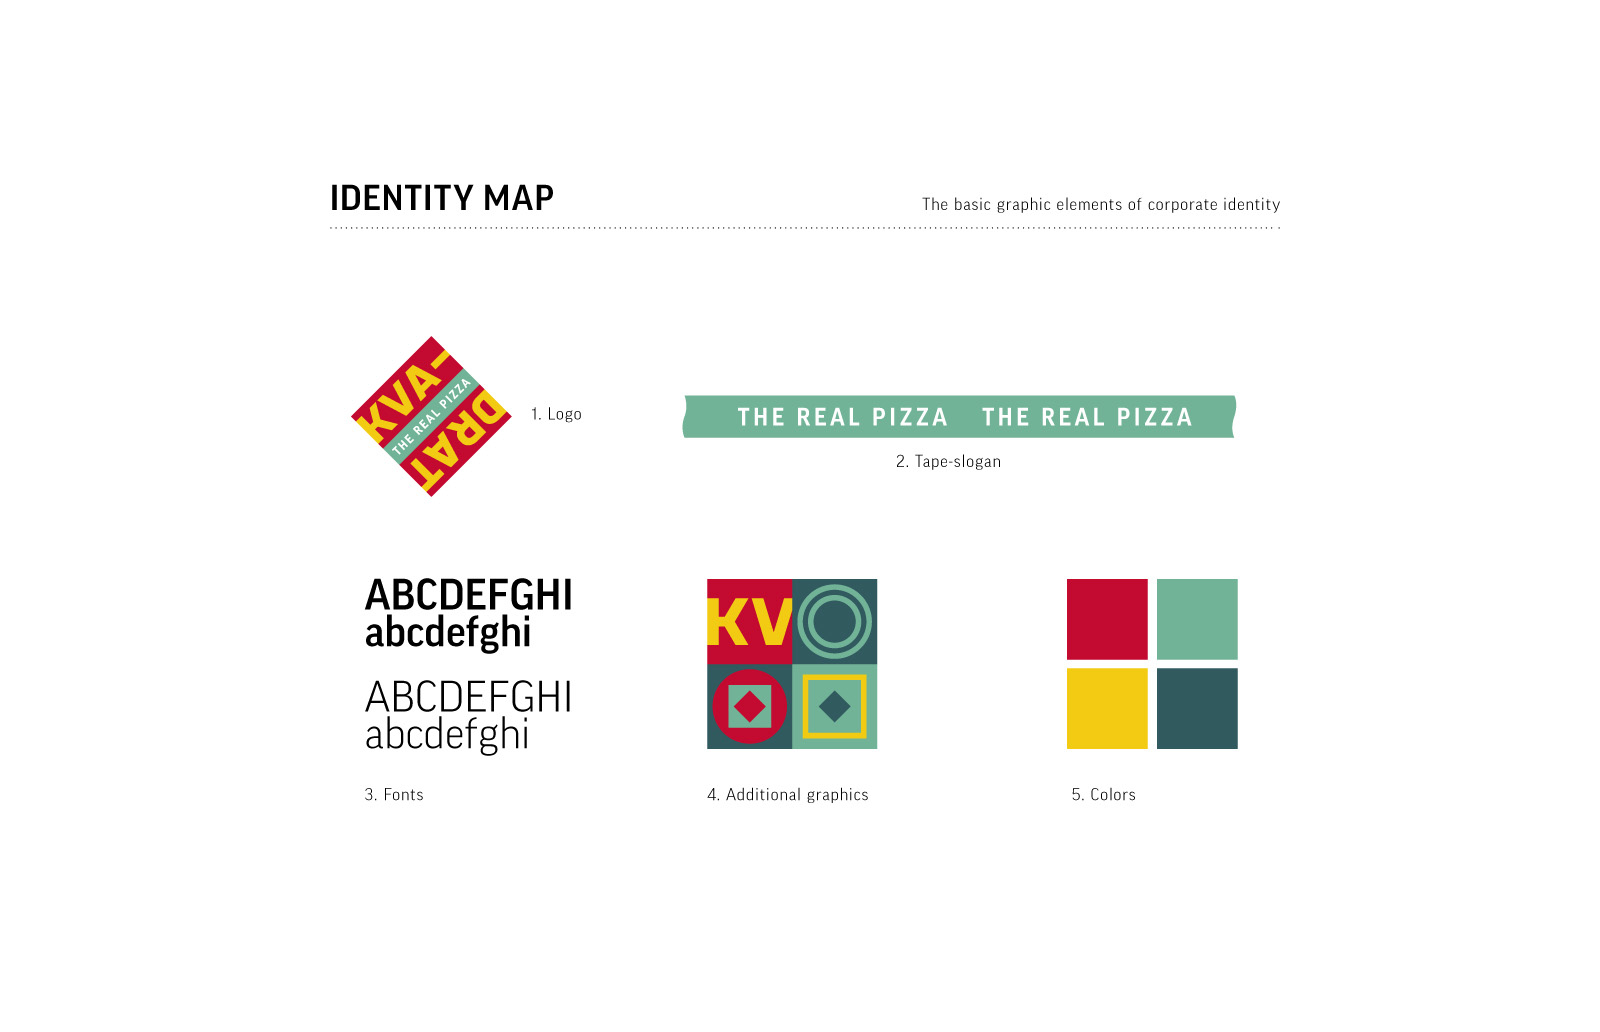 IDENTITY MAP
The basic graphic elements of corporate identity
KVA–
THE REAL PIZZA
DRAT
1. Logo
THE REAL PIZZA THE REAL PIZZA
2. Tape-slogan
ABCDEFGHI
abcdefghi
ABCDEFGHI
abcdefghi
3. Fonts
KV
4. Additional graphics
5. Colors